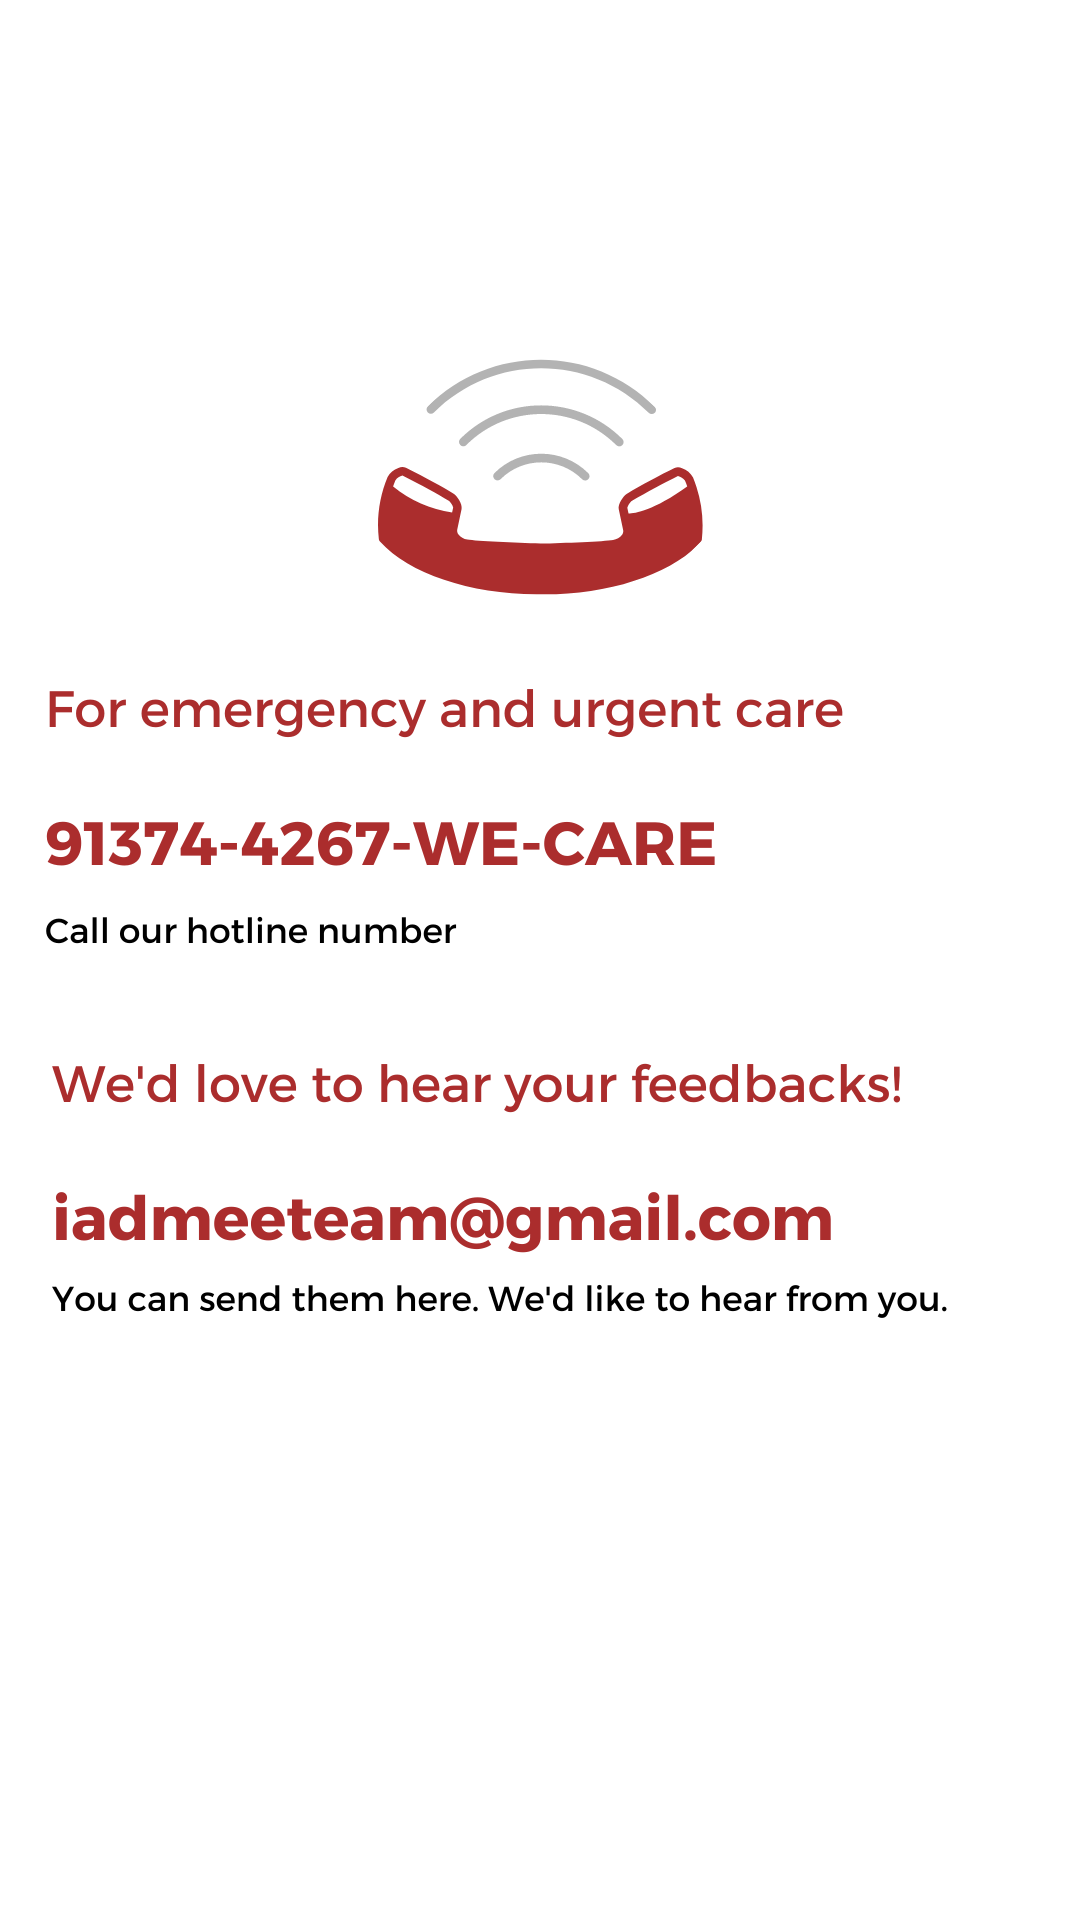 For emergency and urgent care
91374-4267-WE-CARE
Call our hotline number
We'd love to hear your feedbacks!
iadmeeteam@gmail.com
You can send them here. We'd like to hear from you.